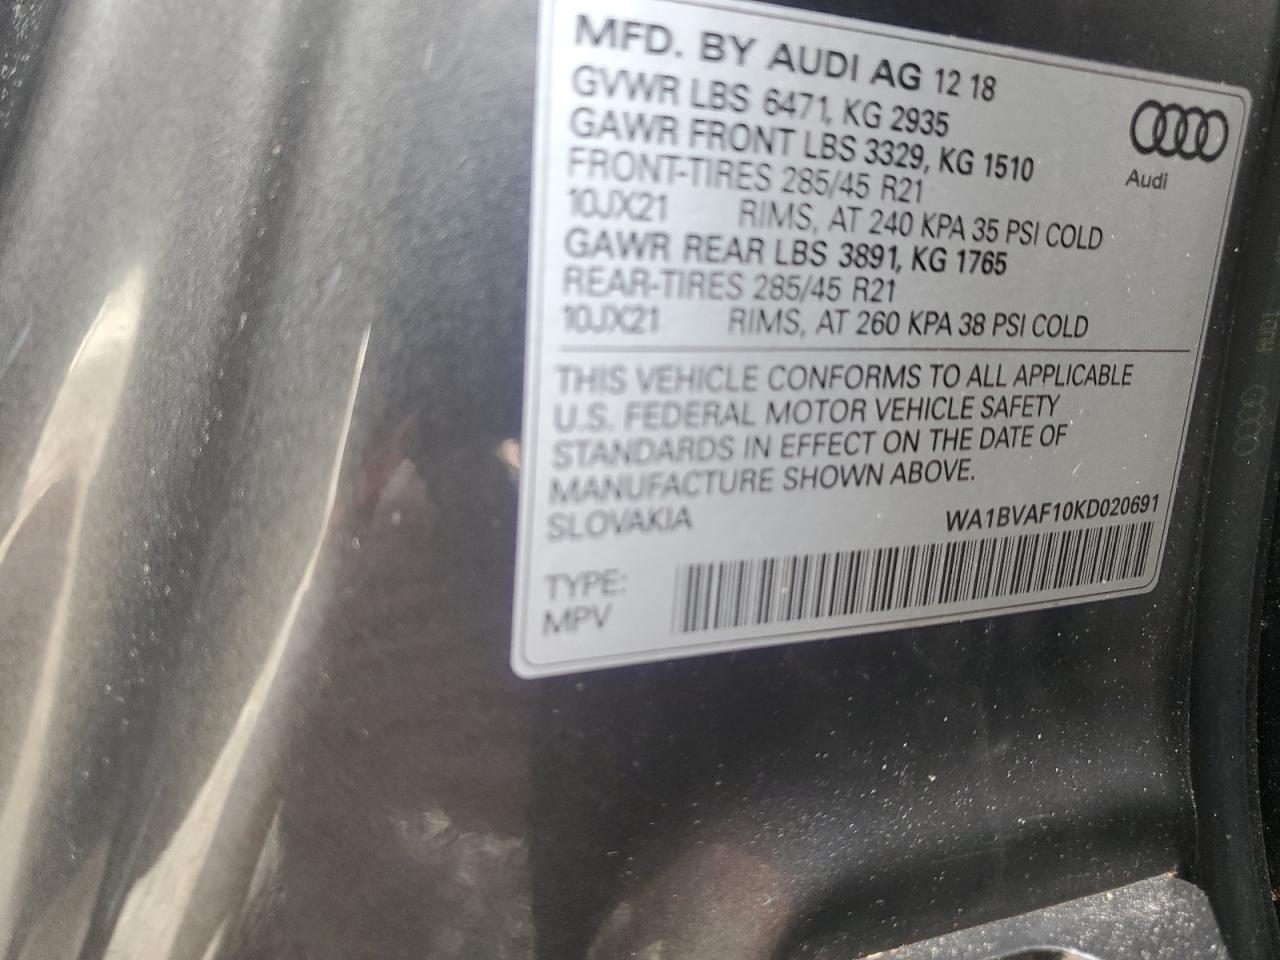 MFD. BY AUDI AG 12 18
GVWR LBS 6471, KG 2935
GAWR FRONT LBS 3329, KG 1510
FRONT-TIRES 285/45 R21
10JX21 RIMS, AT 240 KPA 35 PSI COLD
GAWR REAR LBS 3891, KG 1765
REAR-TIRES 285/45 R21
10JX21 RIMS, AT 260 KPA 38 PSI COLD
Audi
THIS VEHICLE CONFORMS TO ALL APPLICABLE
U.S. FEDERAL MOTOR VEHICLE SAFETY
STANDARDS IN EFFECT ON THE DATE OF
MANUFACTURE SHOWN ABOVE.
SLOVAKIA WA1BVAF10KD020691
TYPE:
MPV